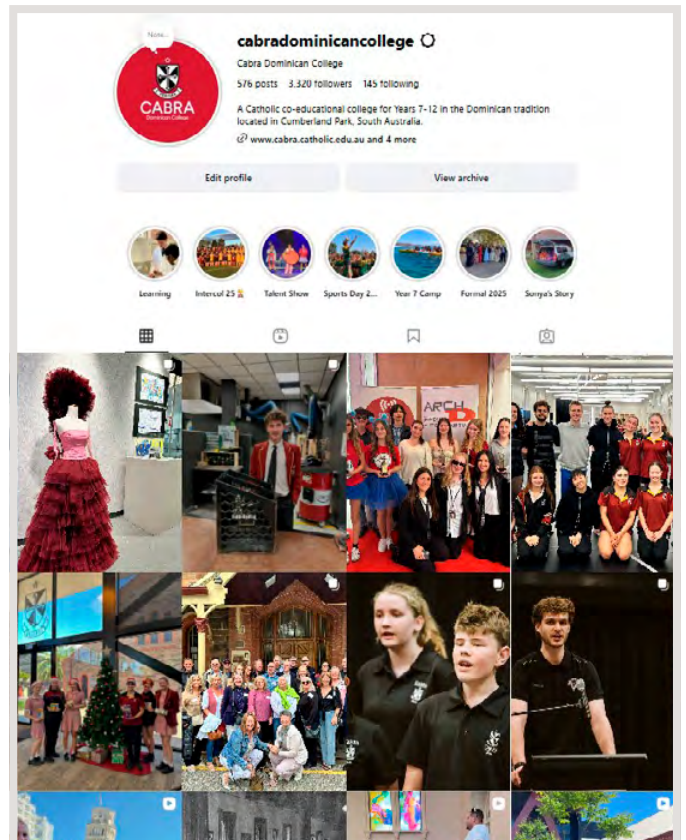 Note...
cabradominicancollege
Cabra Dominican College
576 posts 3,320 followers 145 following
A Catholic co-educational college for Years 7-12 in the Dominican tradition
located in Cumberland Park, South Australia.
www.cabra.catholic.edu.au and 4 more
CABRA
Dominican College
Edit profile
View archive
Learning
Intercol 25
Talent Show
Sports Day 2...
Year 7 Camp
Formal 2025
Sonya's Story
ARCH